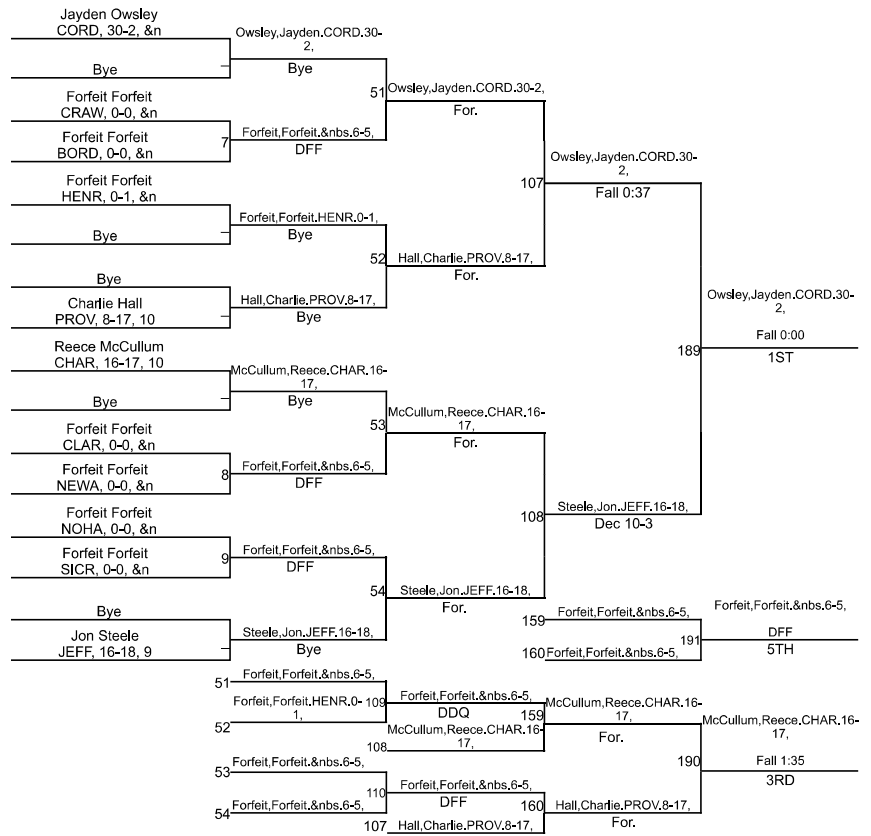 Jayden Owsley
CORD, 30-2, &n
Bye
Forfeit Forfeit
CRAW, 0-0, &n
Forfeit Forfeit
BORD, 0-0, &n
7
Forfeit Forfeit
HENR, 0-1, &n
Bye
Bye
Charlie Hall
PROV, 8-17, 10
Reece McCullum
CHAR, 16-17, 10
Bye
Forfeit Forfeit
CLAR, 0-0, &n
Forfeit Forfeit
NEWA, 0-0, &n
8
Forfeit Forfeit
NOHA, 0-0, &n
Forfeit Forfeit
SICR, 0-0, &n
9
Bye
Jon Steele
JEFF, 16-18, 9
Owsley,Jayden.CORD.30-
2,
Bye
51
Forfeit,Forfeit.&nbs.6-5,
DFF
Forfeit,Forfeit.HENR.0-1,
Bye
52
Hall,Charlie.PROV.8-17,
Bye
McCullum,Reece.CHAR.16-
17,
Bye
53
Forfeit,Forfeit.&nbs.6-5,
DFF
Forfeit,Forfeit.&nbs.6-5,
DFF
54
Steele,Jon.JEFF.16-18,
Bye
Owsley,Jayden.CORD.30-2,
For.
107
Hall,Charlie.PROV.8-17,
For.
McCullum,Reece.CHAR.16-
17,
For.
108
Steele,Jon.JEFF.16-18,
For.
Owsley,Jayden.CORD.30-
2,
Fall 0:37
189
Steele,Jon.JEFF.16-18,
Dec 10-3
Owsley,Jayden.CORD.30-
2,
Fall 0:00
1ST
159
Forfeit,Forfeit.&nbs.6-5,
160
Forfeit,Forfeit.&nbs.6-5,
191
Forfeit,Forfeit.&nbs.6-5,
DFF
5TH
51
Forfeit,Forfeit.&nbs.6-5,
52
Forfeit,Forfeit.HENR.0-
1,
109
Forfeit,Forfeit.&nbs.6-5,
DDQ
108
McCullum,Reece.CHAR.16-
17,
159
McCullum,Reece.CHAR.16-
17,
For.
53
Forfeit,Forfeit.&nbs.6-5,
54
Forfeit,Forfeit.&nbs.6-5,
110
Forfeit,Forfeit.&nbs.6-5,
DFF
107
Hall,Charlie.PROV.8-17,
160
Hall,Charlie.PROV.8-17,
For.
190
McCullum,Reece.CHAR.16-
17,
Fall 1:35
3RD